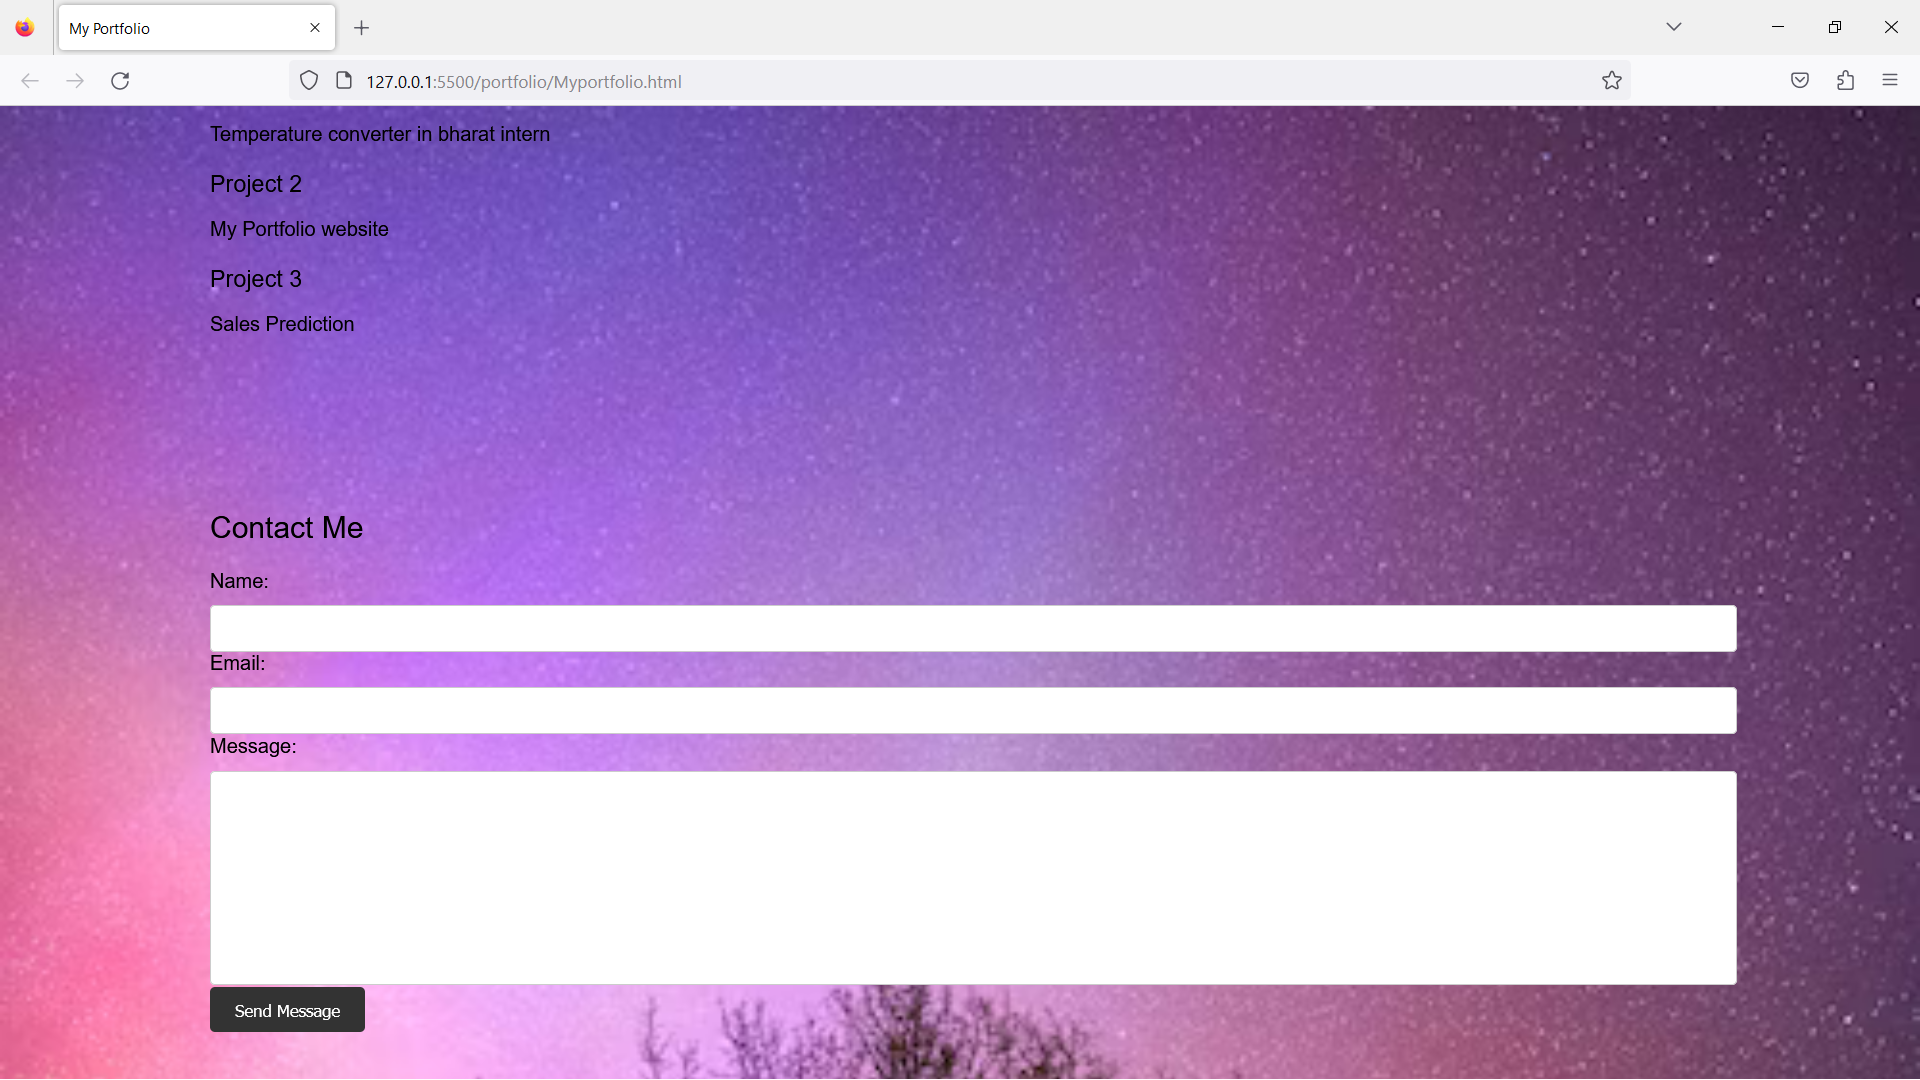 My Portfolio
127.0.0.1:5500/portfolio/Myportfolio.html
Temperature converter in bharat intern
Project 2
My Portfolio website
Project 3
Sales Prediction
Contact Me
Name:
Email:
Message:
Send Message